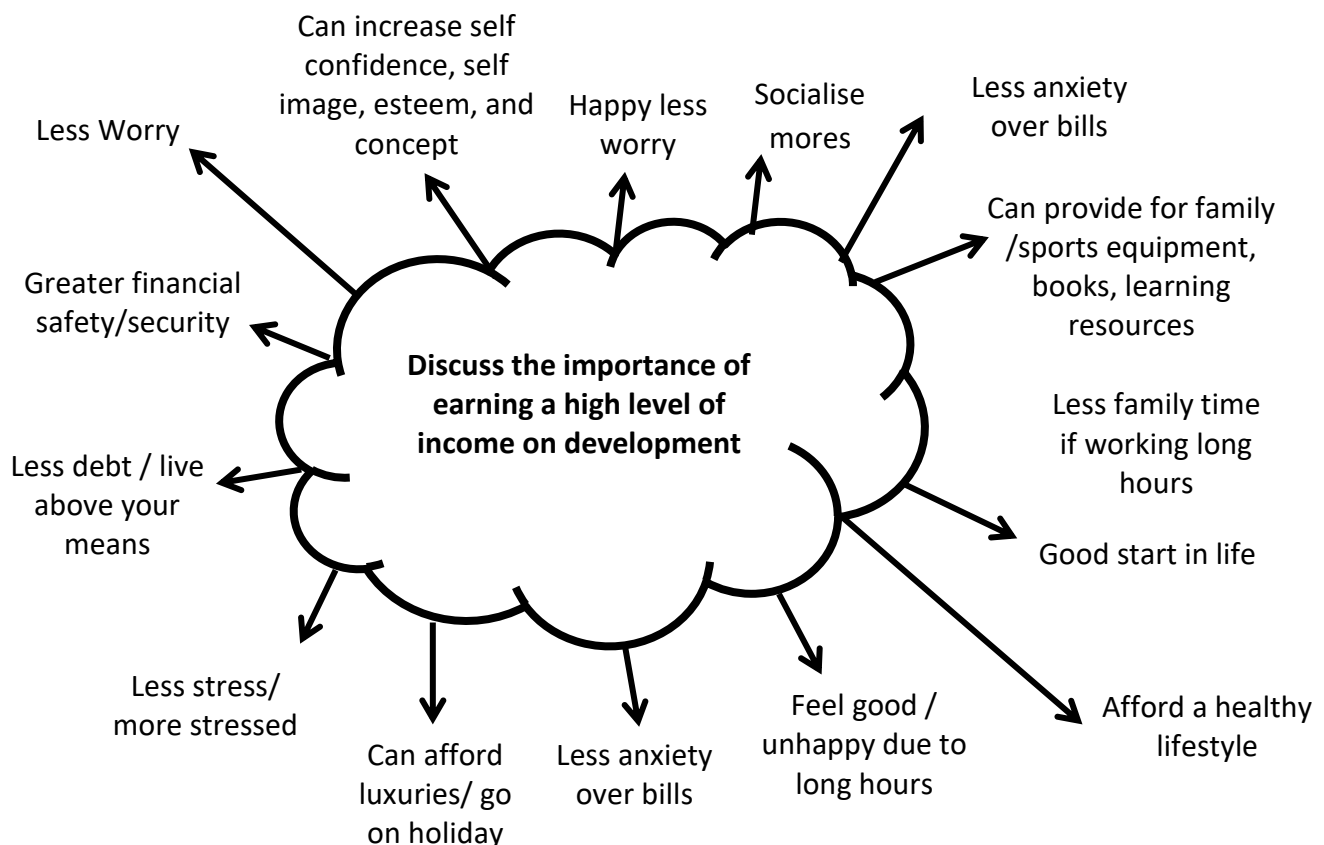 Can increase self
confidence, self
image, esteem, and
concept
Happy less
worry
Socialise
mores
Less anxiety
over bills
Less Worry
Can provide for family
/sports equipment,
books, learning
resources
Greater financial
safety/security
Discuss the importance of
earning a high level of
income on development
Less family time
if working long
hours
Less debt / live
above your
means
Good start in life
Less stress/
more stressed
Feel good /
unhappy due to
long hours
Afford a healthy
lifestyle
Can afford
luxuries/ go
on holiday
Less anxiety
over bills